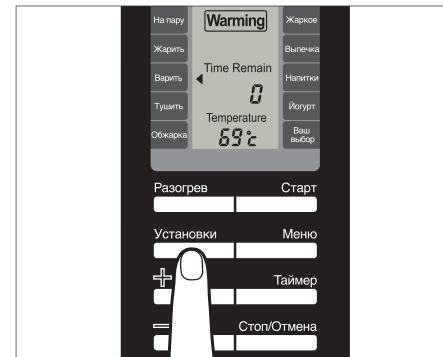 На пару Warming Жаркое
Жарить Выпечка
Time Remain
Варить Напитки
0
Тушить Йогурт
Temperature
Обжарка 69°c Ваш выбор
Разогрев Старт
Установки Меню
+ Таймер
− Стоп/Отмена